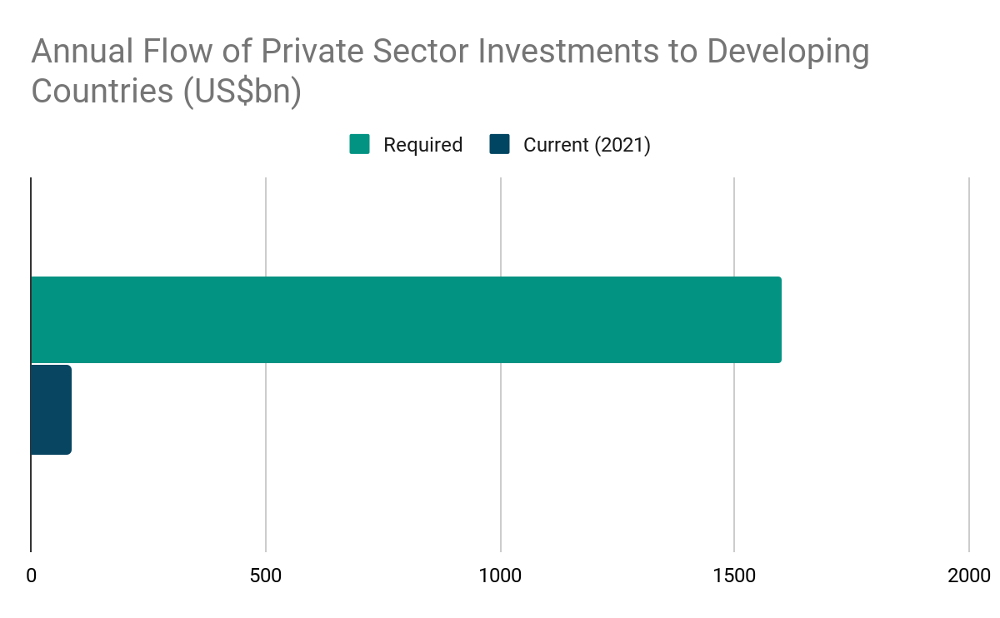 Annual Flow of Private Sector Investments to Developing
Countries (US$bn)
Required Current (2021)
0 500 1000 1500 2000